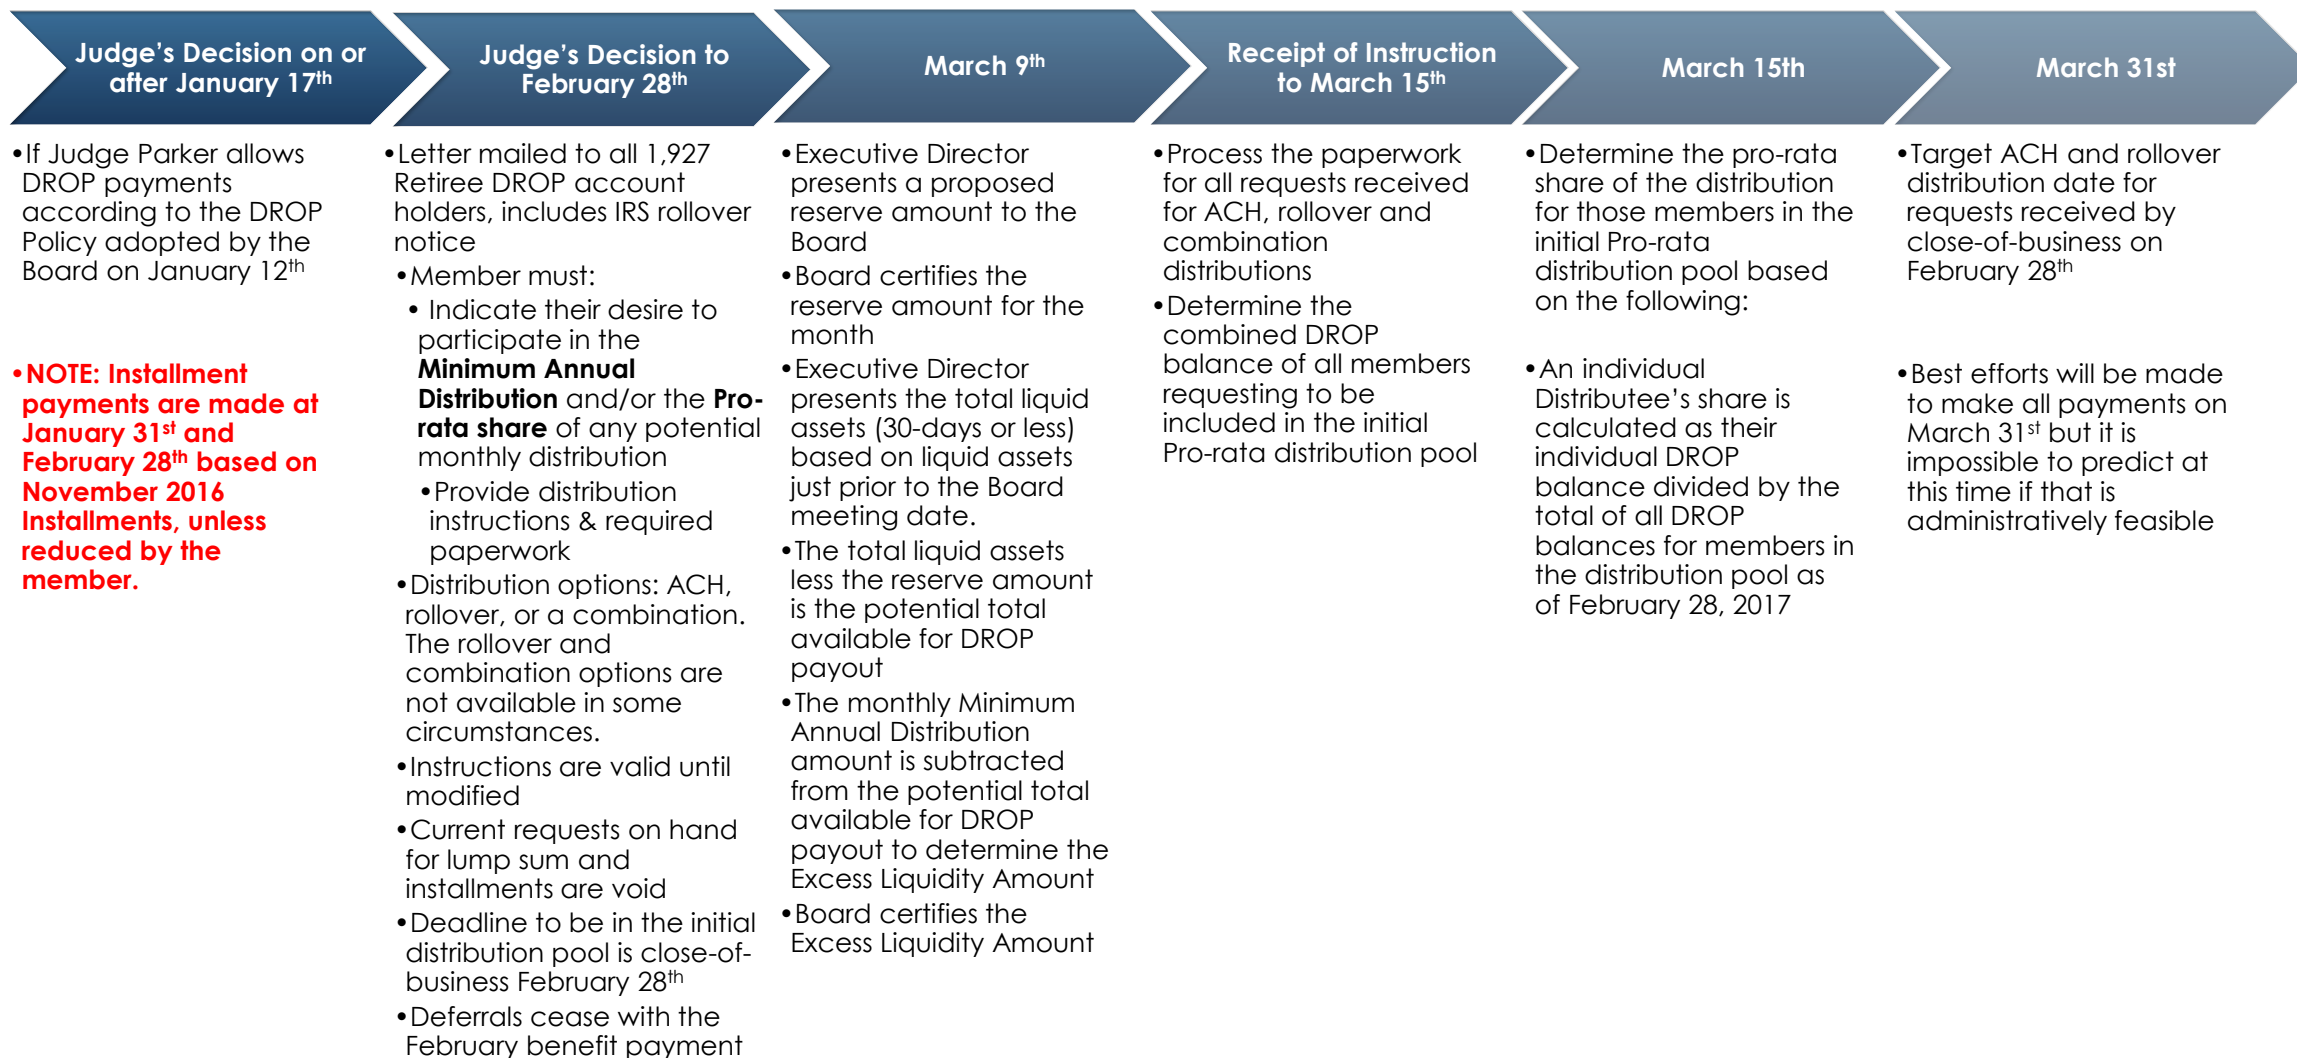 Judge's Decision on or
after January 17th
Judge's Decision to
February 28th
March 9th
Receipt of Instruction
to March 15th
March 15th
March 31st
•If Judge Parker allows
DROP payments
according to the DROP
Policy adopted by the
Board on January 12th
•NOTE: Installment
payments are made at
January 31st and
February 28th based on
November 2016
Installments, unless
reduced by the
member.
•Letter mailed to all 1,927
Retiree DROP account
holders, includes IRS rollover
notice
•Member must:
• Indicate their desire to
participate in the
Minimum Annual
Distribution and/or the Pro-
rata share of any potential
monthly distribution
•Provide distribution
instructions & required
paperwork
•Distribution options: ACH,
rollover, or a combination.
The rollover and
combination options are
not available in some
circumstances.
•Instructions are valid until
modified
•Current requests on hand
for lump sum and
installments are void
•Deadline to be in the initial
distribution pool is close-of-
business February 28th
•Deferrals cease with the
February benefit payment
•Executive Director
presents a proposed
reserve amount to the
Board
•Board certifies the
reserve amount for the
month
•Executive Director
presents the total liquid
assets (30-days or less)
based on liquid assets
just prior to the Board
meeting date.
•The total liquid assets
less the reserve amount
is the potential total
available for DROP
payout
•The monthly Minimum
Annual Distribution
amount is subtracted
from the potential total
available for DROP
payout to determine the
Excess Liquidity Amount
•Board certifies the
Excess Liquidity Amount
•Process the paperwork
for all requests received
for ACH, rollover and
combination
distributions
•Determine the
combined DROP
balance of all members
requesting to be
included in the initial
Pro-rata distribution pool
•Determine the pro-rata
share of the distribution
for those members in the
initial Pro-rata
distribution pool based
on the following:
•An individual
Distributee's share is
calculated as their
individual DROP
balance divided by the
total of all DROP
balances for members in
the distribution pool as
of February 28, 2017
•Target ACH and rollover
distribution date for
requests received by
close-of-business on
February 28th
•Best efforts will be made
to make all payments on
March 31st but it is
impossible to predict at
this time if that is
administratively feasible